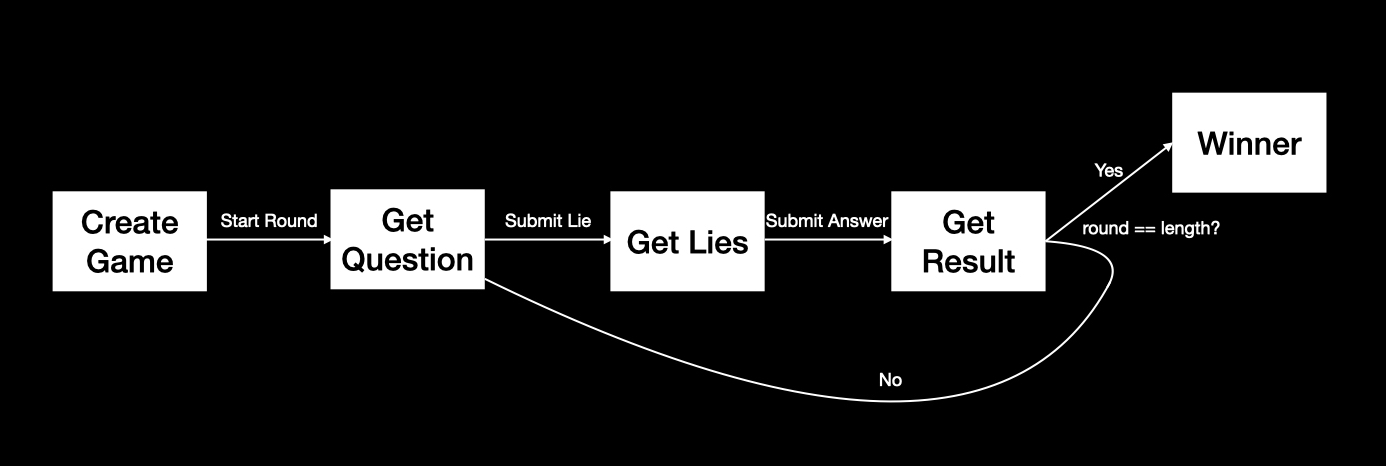 Create
Game
Start Round
Get
Question
Submit Lie
Get Lies
Submit Answer
Get
Result
Yes
round == length?
Winner
No